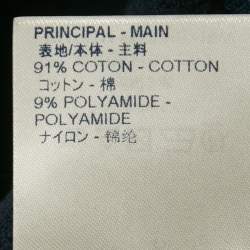 PRINCIPAL - MAIN
表地/本体 - 主料
91% COTON - COTTON
コットン - 棉
9% POLYAMIDE -
POLYAMIDE
ナイロン - 锦纶